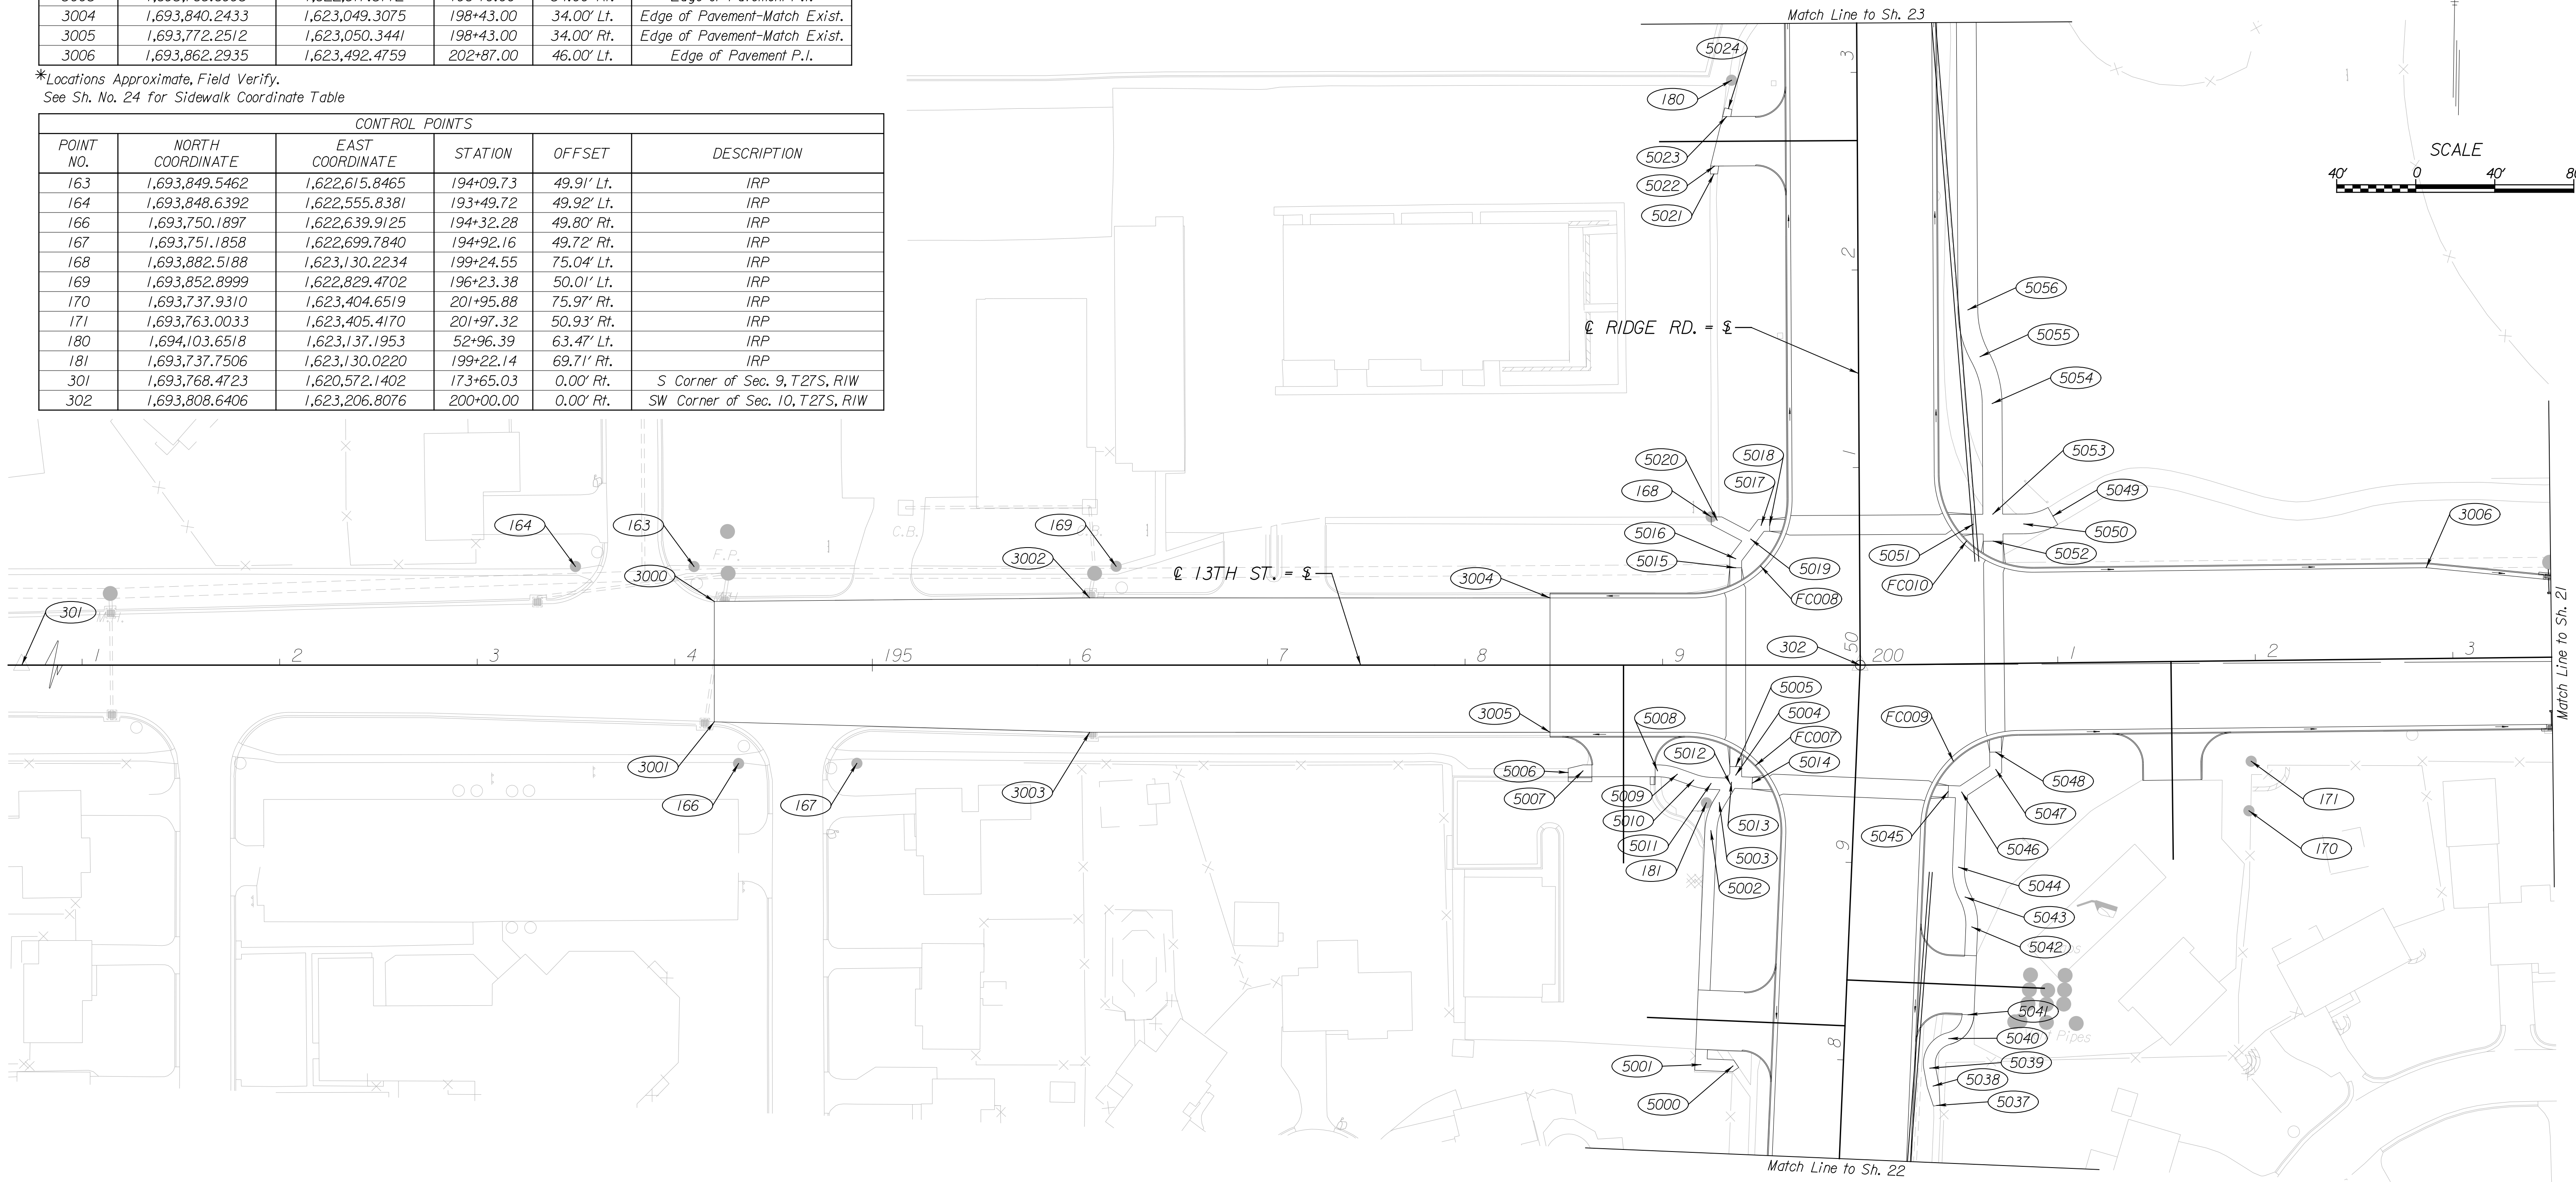 3004 1,693,840.2433 1,623,049.3075 198+43.00 34.00' Lt. Edge of Pavement-Match Exist.
3005 1,693,772.2512 1,623,050.3441 198+43.00 34.00' Rt. Edge of Pavement-Match Exist.
3006 1,693,862.2935 1,623,492.4759 202+87.00 46.00' Lt. Edge of Pavement P.I.
*Locations Approximate, Field Verify.
See Sh. No. 24 for Sidewalk Coordinate Table
CONTROL POINTS
POINT NO. NORTH COORDINATE EAST COORDINATE STATION OFFSET DESCRIPTION
163 1,693,849.5462 1,622,615.8465 194+09.73 49.91' Lt. IRP
164 1,693,848.6392 1,622,555.8381 193+49.72 49.92' Lt. IRP
166 1,693,750.1897 1,622,639.9125 194+32.28 49.80' Rt. IRP
167 1,693,751.1858 1,622,699.7840 194+92.16 49.72' Rt. IRP
168 1,693,882.5188 1,623,130.2234 199+24.55 75.04' Lt. IRP
169 1,693,852.8999 1,622,829.4702 196+23.38 50.01' Lt. IRP
170 1,693,737.9310 1,623,404.6519 201+95.88 75.97' Rt. IRP
171 1,693,763.0033 1,623,405.4170 201+97.32 50.93' Rt. IRP
180 1,694,103.6518 1,623,137.1953 52+96.39 63.47' Lt. IRP
181 1,693,737.7506 1,623,130.0220 199+22.14 69.71' Rt. IRP
301 1,693,768.4723 1,620,572.1402 173+65.03 0.00' Rt. S Corner of Sec. 9, T27S, R1W
302 1,693,808.6406 1,623,206.8076 200+00.00 0.00' Rt. SW Corner of Sec. 10, T27S, R1W
Match Line to Sh. 23
SCALE
40' 0 40'
5024
180
3
5023
5022
5021
2
℄ RIDGE RD. =
5056
5055
5054
5053
5020
5018
168
5017
1
5049
3006
164
163
169
C.B.
5016
5050
5051
5052
F.P.
3002
5015
3000
℄ 13TH ST. =
3004
5019
FC008
FC010
301
1 2 3 4 195 6 7 8 9 200 1 2 3
50
302
Match Line to Sh. 21
5005
3005
5008
5004
FC009
FC007
5012
3001
5006
5014
166
167
3003
5007
5009
5048
5047
171
5010
5013
5045
5046
170
5011
5003
9
181
5002
5044
5043
5042
5041
Pipes
8
5001
5040
5039
5000
5038
5037
Match Line to Sh. 22